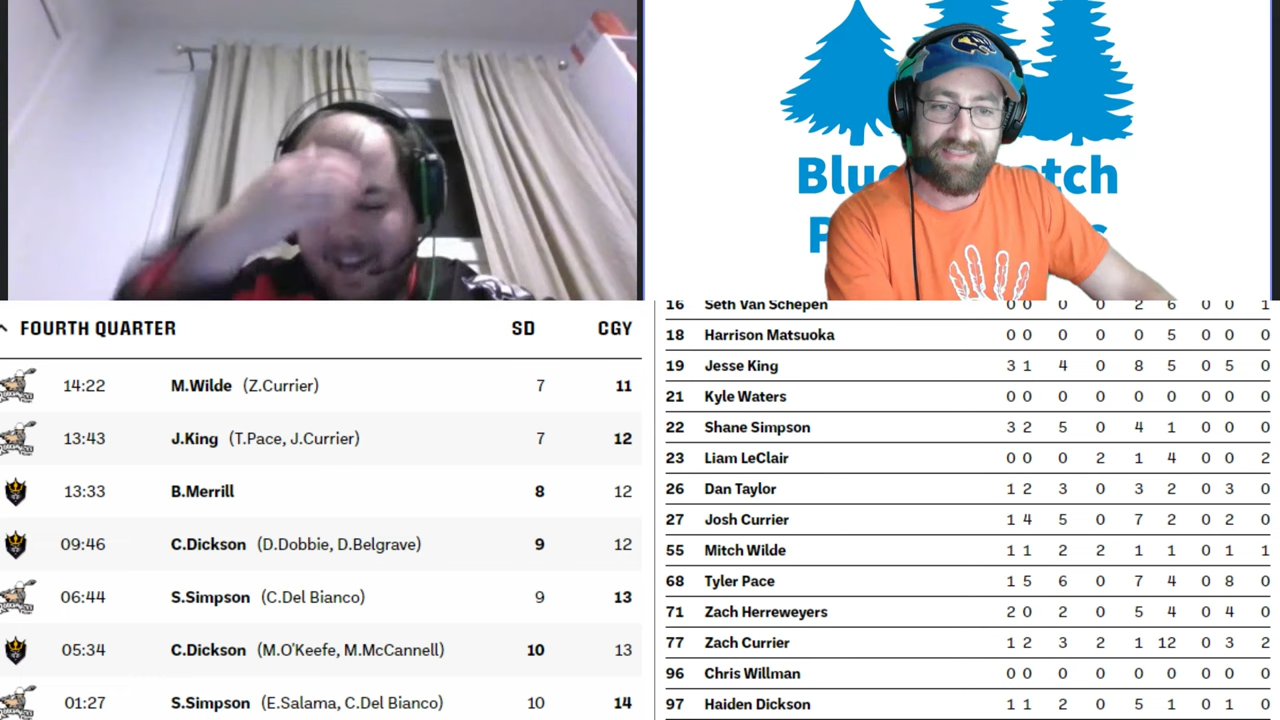 Blue tch
P c
FOURTH QUARTER SD CGY
14:22 M.Wilde (Z.Currier) 7 11
13:43 J.King (T.Pace, J.Currier) 7 12
13:33 B.Merrill 8 12
09:46 C.Dickson (D.Dobbie, D.Belgrave) 9 12
06:44 S.Simpson (C.Del Bianco) 9 13
05:34 C.Dickson (M.O'Keefe, M.McCannell) 10 13
01:27 S.Simpson (E.Salama, C.Del Bianco) 10 14
16 Seth Van Schepen 0 0 0 0 2 6 0 0 1
18 Harrison Matsuoka 0 0 0 0 0 5 0 0 0
19 Jesse King 3 1 4 0 8 5 0 5 0
21 Kyle Waters 0 0 0 0 0 0 0 0 0
22 Shane Simpson 3 2 5 0 4 1 0 0 0
23 Liam LeClair 0 0 0 2 1 4 0 0 2
26 Dan Taylor 1 2 3 0 3 2 0 3 0
27 Josh Currier 1 4 5 0 7 2 0 2 0
55 Mitch Wilde 1 1 2 2 1 1 0 1 1
68 Tyler Pace 1 5 6 0 7 4 0 8 0
71 Zach Herreweyers 2 0 2 0 5 4 0 4 0
77 Zach Currier 1 2 3 2 1 12 0 3 2
96 Chris Willman 0 0 0 0 0 0 0 0 0
97 Haiden Dickson 1 1 2 0 5 1 0 1 0